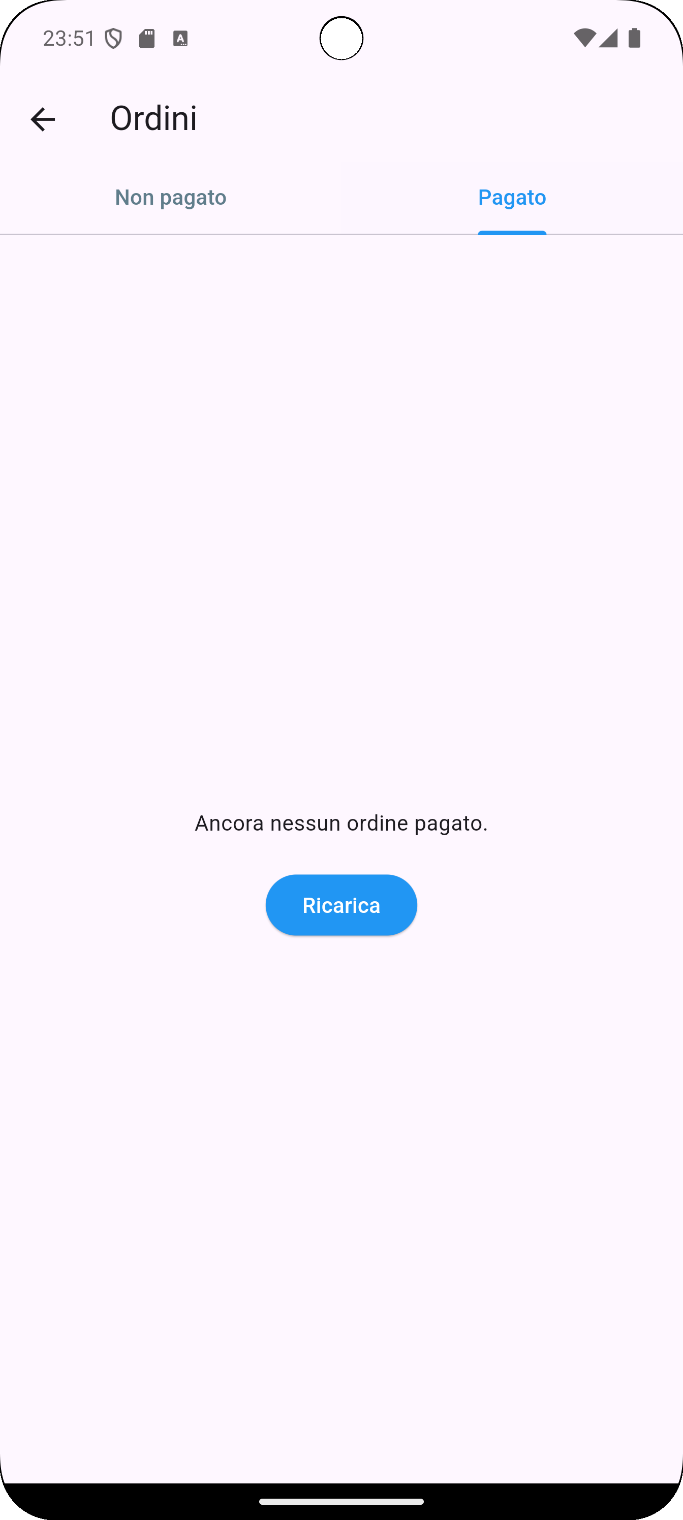 23:51
Ordini
Non pagato
Pagato
Ancora nessun ordine pagato.
Ricarica